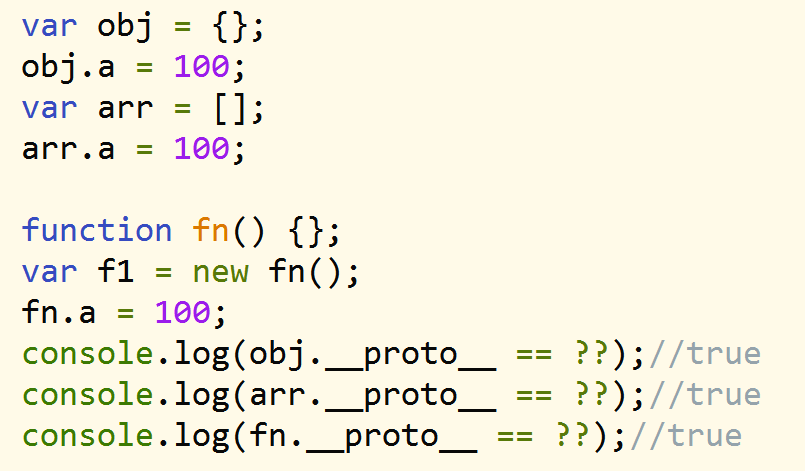 var obj = {};
obj.a = 100;
var arr = [];
arr.a = 100;
function fn() {};
var f1 = new fn();
fn.a = 100;
console.log(obj.__proto__ == ??);//true
console.log(arr.__proto__ == ??);//true
console.log(fn.__proto__ == ??);//true